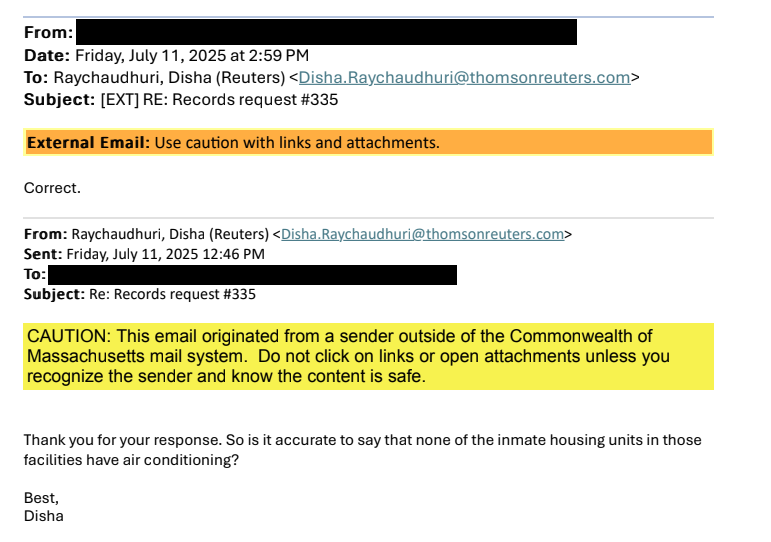 From:
Date: Friday, July 11, 2025 at 2:59 PM
To: Raychaudhuri, Disha (Reuters) <Disha.Raychaudhuri@thomsonreuters.com>
Subject: [EXT] RE: Records request #335
External Email: Use caution with links and attachments.
Correct.
From: Raychaudhuri, Disha (Reuters) <Disha.Raychaudhuri@thomsonreuters.com>
Sent: Friday, July 11, 2025 12:46 PM
To:
Subject: Re: Records request #335
CAUTION: This email originated from a sender outside of the Commonwealth of
Massachusetts mail system.  Do not click on links or open attachments unless you
recognize the sender and know the content is safe.
Thank you for your response. So is it accurate to say that none of the inmate housing units in those
facilities have air conditioning?
Best,
Disha